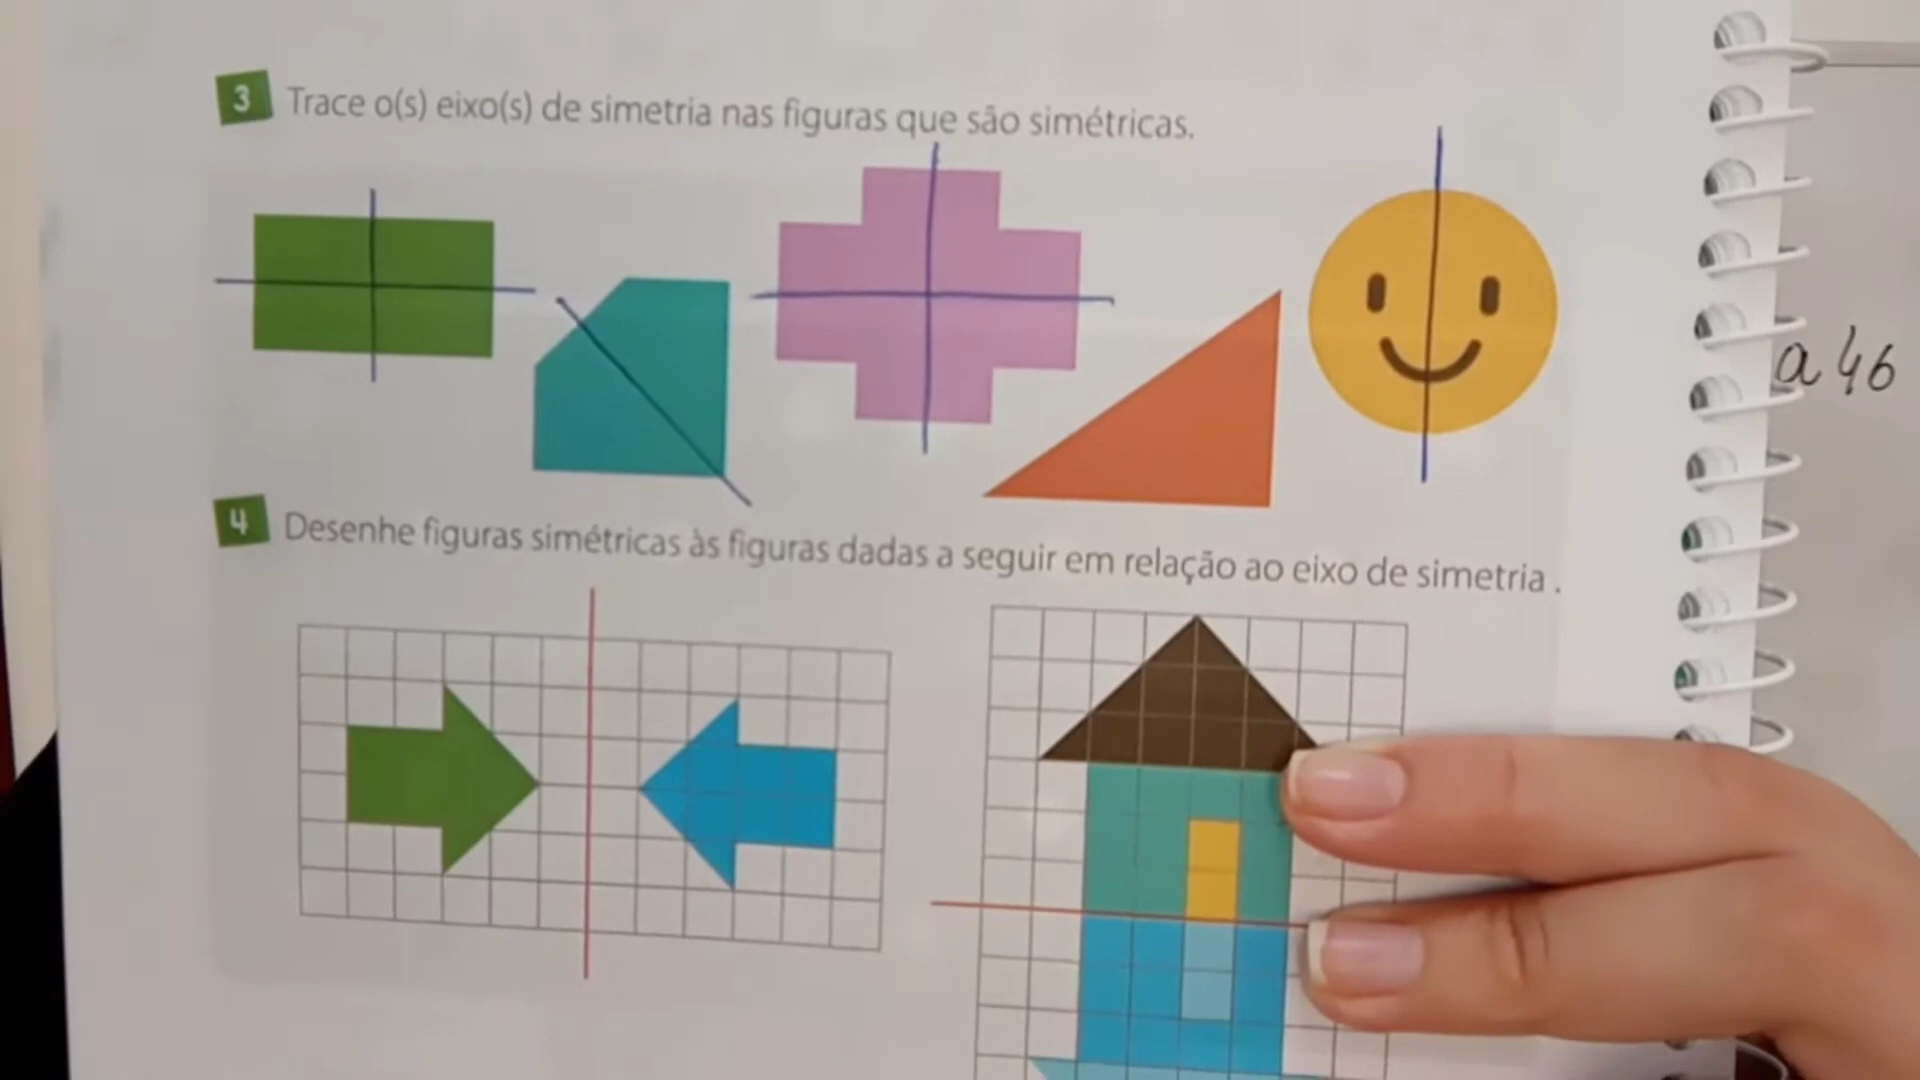 3 Trace o(s) eixo(s) de simetria nas figuras que são simétricas.
a 46
4 Desenhe figuras simétricas às figuras dadas a seguir em relação ao eixo de simetria .